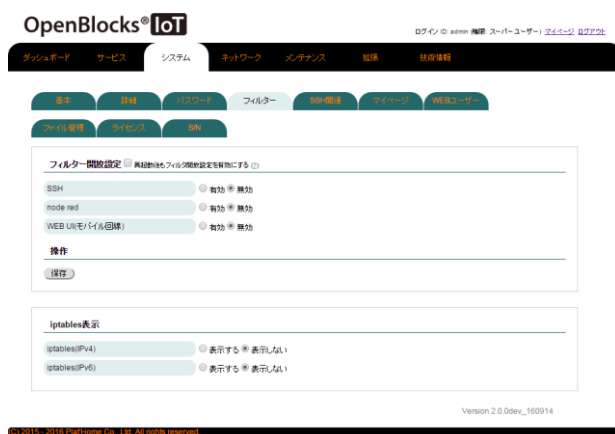 OpenBlocks® IoT
ログイン ID: admin (権限: スーパーユーザー) マイページ ログアウト
ダッシュボード サービス システム ネットワーク メンテナンス 拡張 技術情報
基本 詳細 パスワード フィルター SSH関連 マイページ WEBユーザー
ファイル管理 ライセンス S/N
フィルター開放設定 再起動後もフィルタ開放設定を有効にする (?)
SSH 有効 無効
node red 有効 無効
WEB UI(モバイル回線) 有効 無効
操作
保存
iptables表示
iptables(IPv4) 表示する 表示しない
iptables(IPv6) 表示する 表示しない
Version 2.0.0dev_160914
(C) 2015 - 2016 Plat'Home Co., Ltd. All rights reserved.